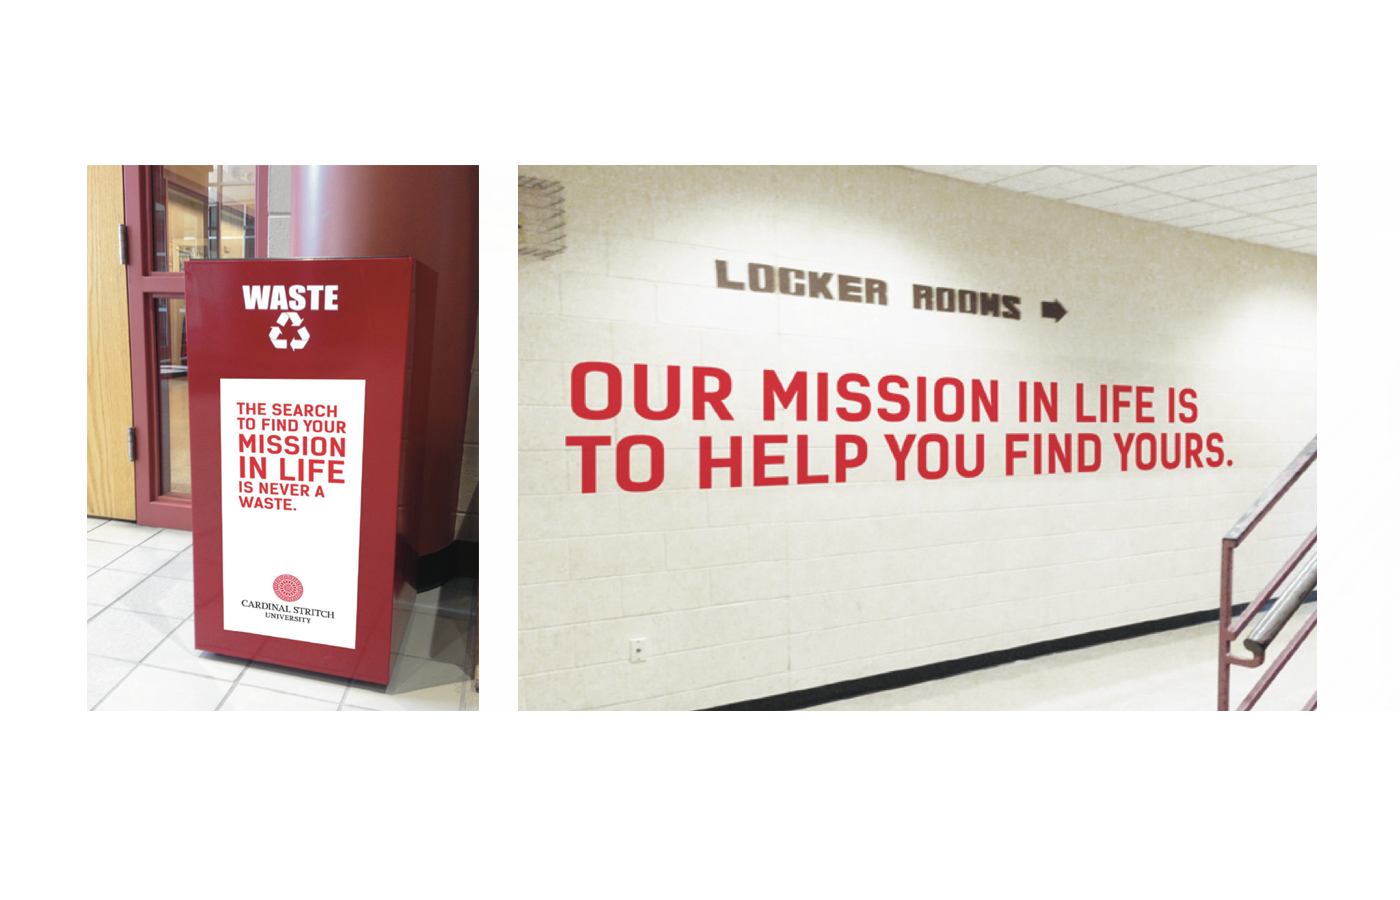 WASTE
THE SEARCH
TO FIND YOUR
MISSION
IN LIFE
IS NEVER A
WASTE.
CARDINAL STRITCH
UNIVERSITY
LOCKER ROOMS
OUR MISSION IN LIFE IS
TO HELP YOU FIND YOURS.